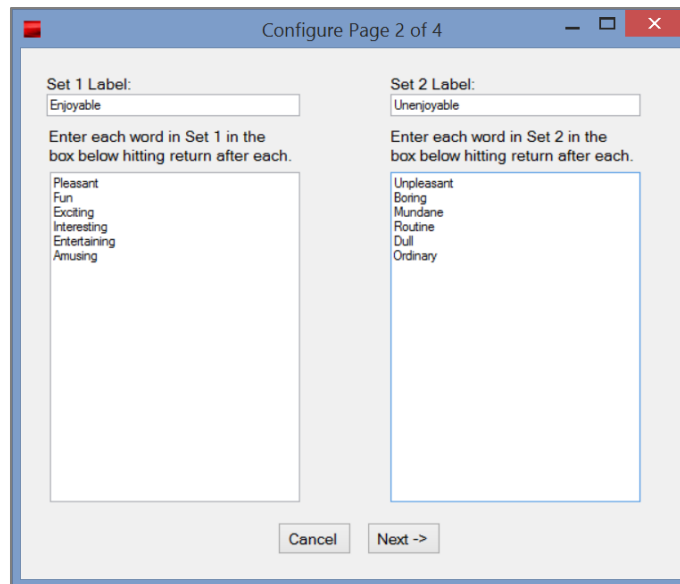 Configure Page 2 of 4
Set 1 Label:
Enjoyable
Enter each word in Set 1 in the
box below hitting return after each.
Pleasant
Fun
Exciting
Interesting
Entertaining
Amusing
Set 2 Label:
Unenjoyable
Enter each word in Set 2 in the
box below hitting return after each.
Unpleasant
Boring
Mundane
Routine
Dull
Ordinary
Cancel
Next ->